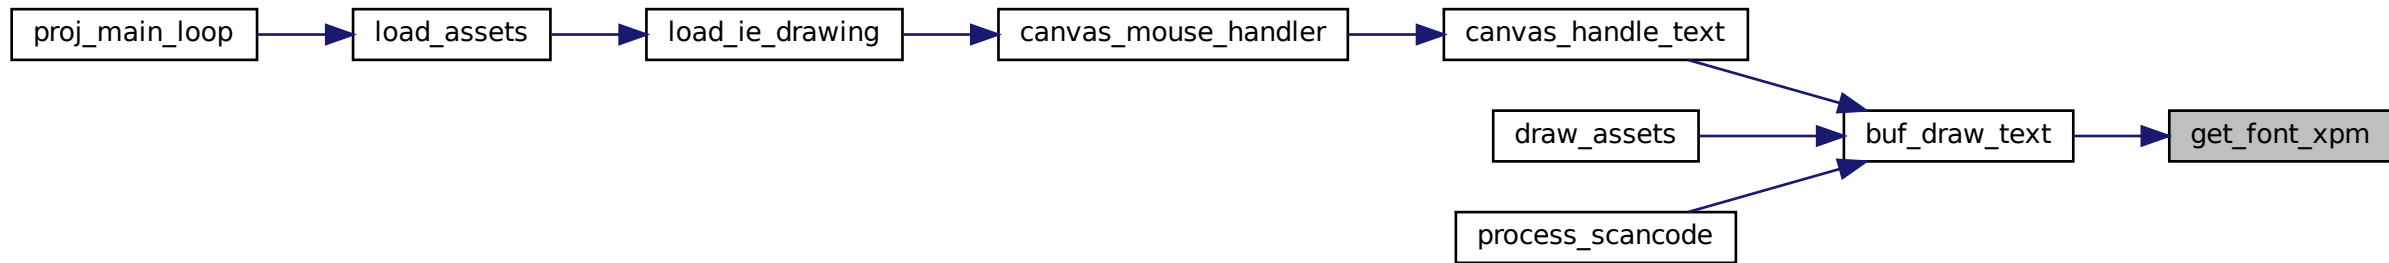 proj_main_loop
load_assets
load_ie_drawing
canvas_mouse_handler
canvas_handle_text
draw_assets
buf_draw_text
get_font_xpm
process_scancode